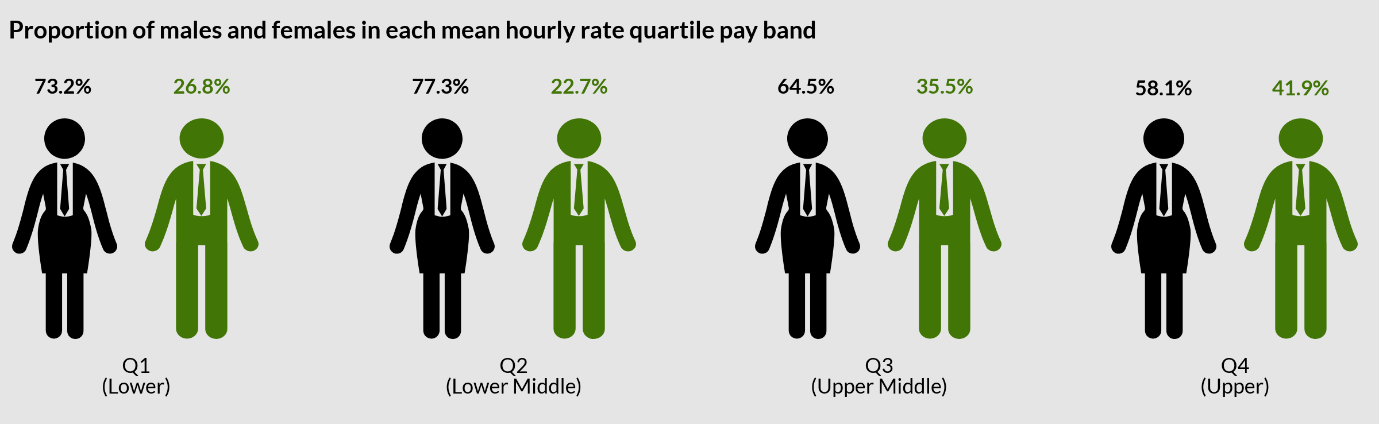 Proportion of males and females in each mean hourly rate quartile pay band
73.2% 26.8% 77.3% 22.7% 64.5% 35.5% 58.1% 41.9%
Q1 Q2 Q3 Q4
(Lower) (Lower Middle) (Upper Middle) (Upper)